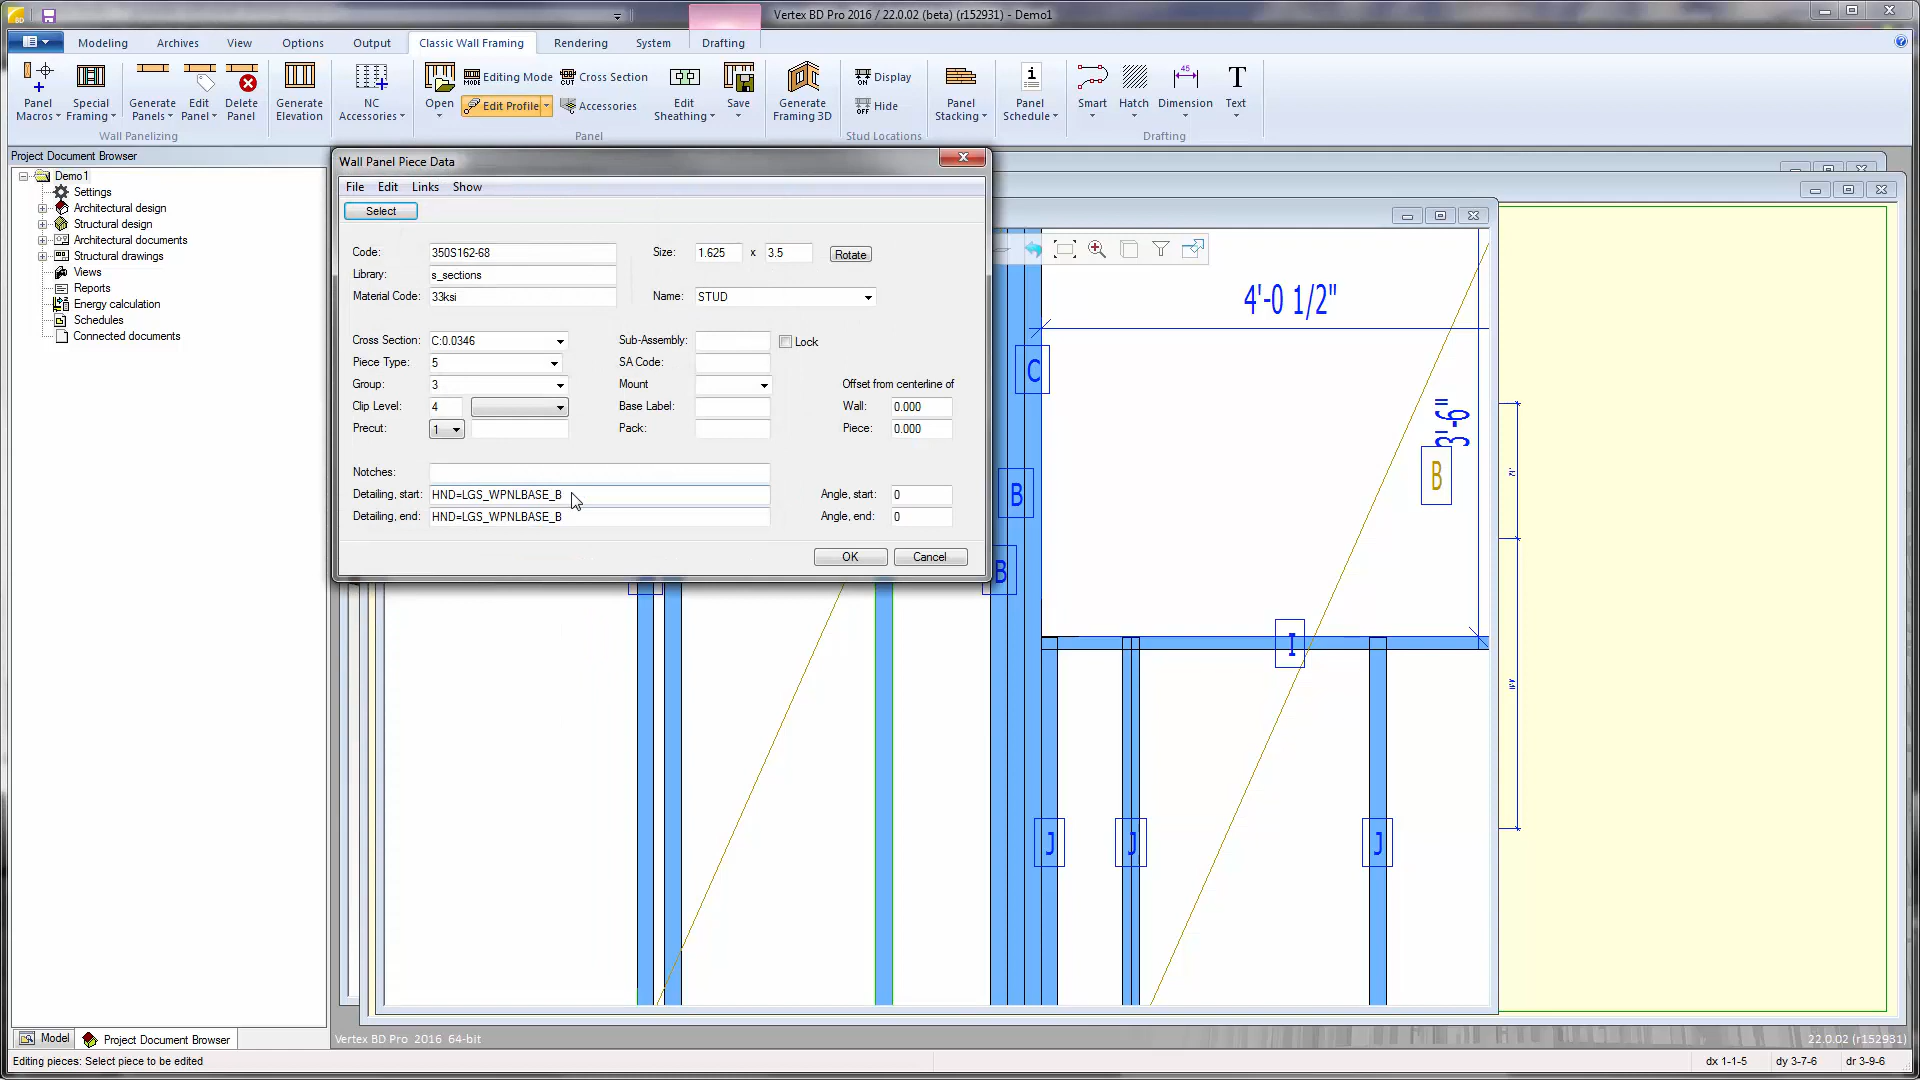 Vertex BD Pro 2016 / 22.0.02 (beta) (r152931) - Demo1
Modeling Archives View Options Output Classic Wall Framing Rendering System Drafting
Panel Macros
Special Framing
Generate Panels
Edit Panel
Delete Panel
Wall Panelizing
Generate Elevation
NC Accessories
Open
MODE Editing Mode
Edit Profile
CUT Cross Section
Accessories
Edit Sheathing
Save
Panel
Generate Framing 3D
ON Display
OFF Hide
Stud Locations
Panel Stacking
Panel Schedule
Smart
Hatch
45
Dimension
Text
Drafting
Project Document Browser
Demo1
Settings
Architectural design
Structural design
Architectural documents
Structural drawings
Views
Reports
Energy calculation
Schedules
Connected documents
Wall Panel Piece Data
File Edit Links Show
Select
Code: 350S162-68 Size: 1.625 x 3.5 Rotate
Library: s_sections
Material Code: 33ksi Name: STUD
Cross Section: C:0.0346 Sub-Assembly: Lock
Piece Type: 5 SA Code:
Group: 3 Mount Offset from centerline of
Clip Level: 4 Base Label: Wall: 0.000
Precut: 1 Pack: Piece: 0.000
Notches:
Detailing, start: HND=LGS_WPNLBASE_B Angle, start: 0
Detailing, end: HND=LGS_WPNLBASE_B Angle, end: 0
OK Cancel
4'-0 1/2"
C
3'-6"
B
B
B
I
J J J
Model Project Document Browser
Vertex BD Pro 2016 64-bit
22.0.02 (r152931)
Editing pieces: Select piece to be edited
dx 1-1-5 dy 3-7-6 dr 3-9-6